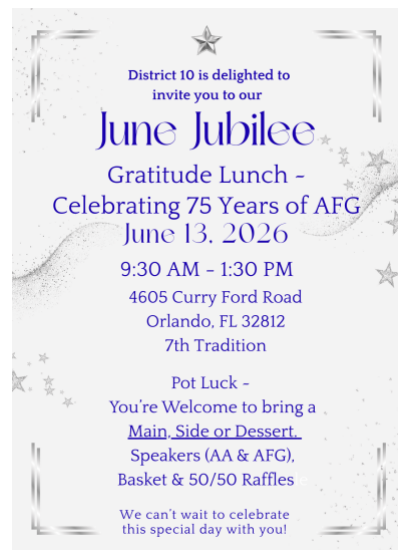 District 10 is delighted to
invite you to our
June Jubilee
Gratitude Lunch ~
Celebrating 75 Years of AFG
June 13, 2026
9:30 AM – 1:30 PM
4605 Curry Ford Road
Orlando, FL 32812
7th Tradition
Pot Luck ~
You're Welcome to bring a
Main, Side or Dessert.
Speakers (AA & AFG),
Basket & 50/50 Raffles
We can't wait to celebrate
this special day with you!